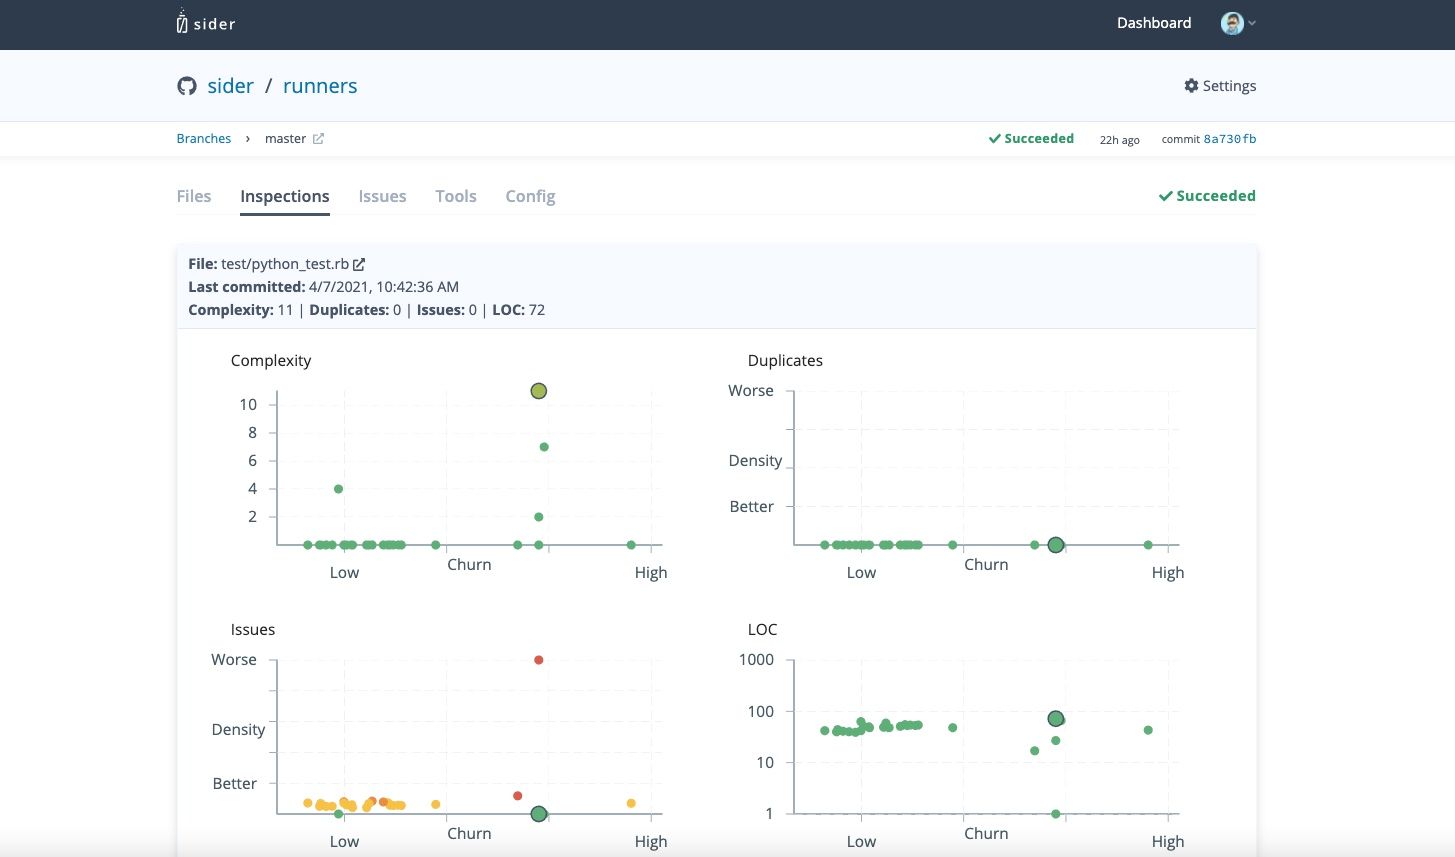 sider
Dashboard
sider / runners
Settings
Branches › master
Succeeded 22h ago commit 8a730fb
Files Inspections Issues Tools Config
Succeeded
File: test/python_test.rb
Last committed: 4/7/2021, 10:42:36 AM
Complexity: 11 | Duplicates: 0 | Issues: 0 | LOC: 72
Complexity
10
8
6
4
2
Low
Churn
High
Duplicates
Worse
Density
Better
Low
Churn
High
Issues
Worse
Density
Better
Low
Churn
High
LOC
1000
100
10
1
Low
Churn
High